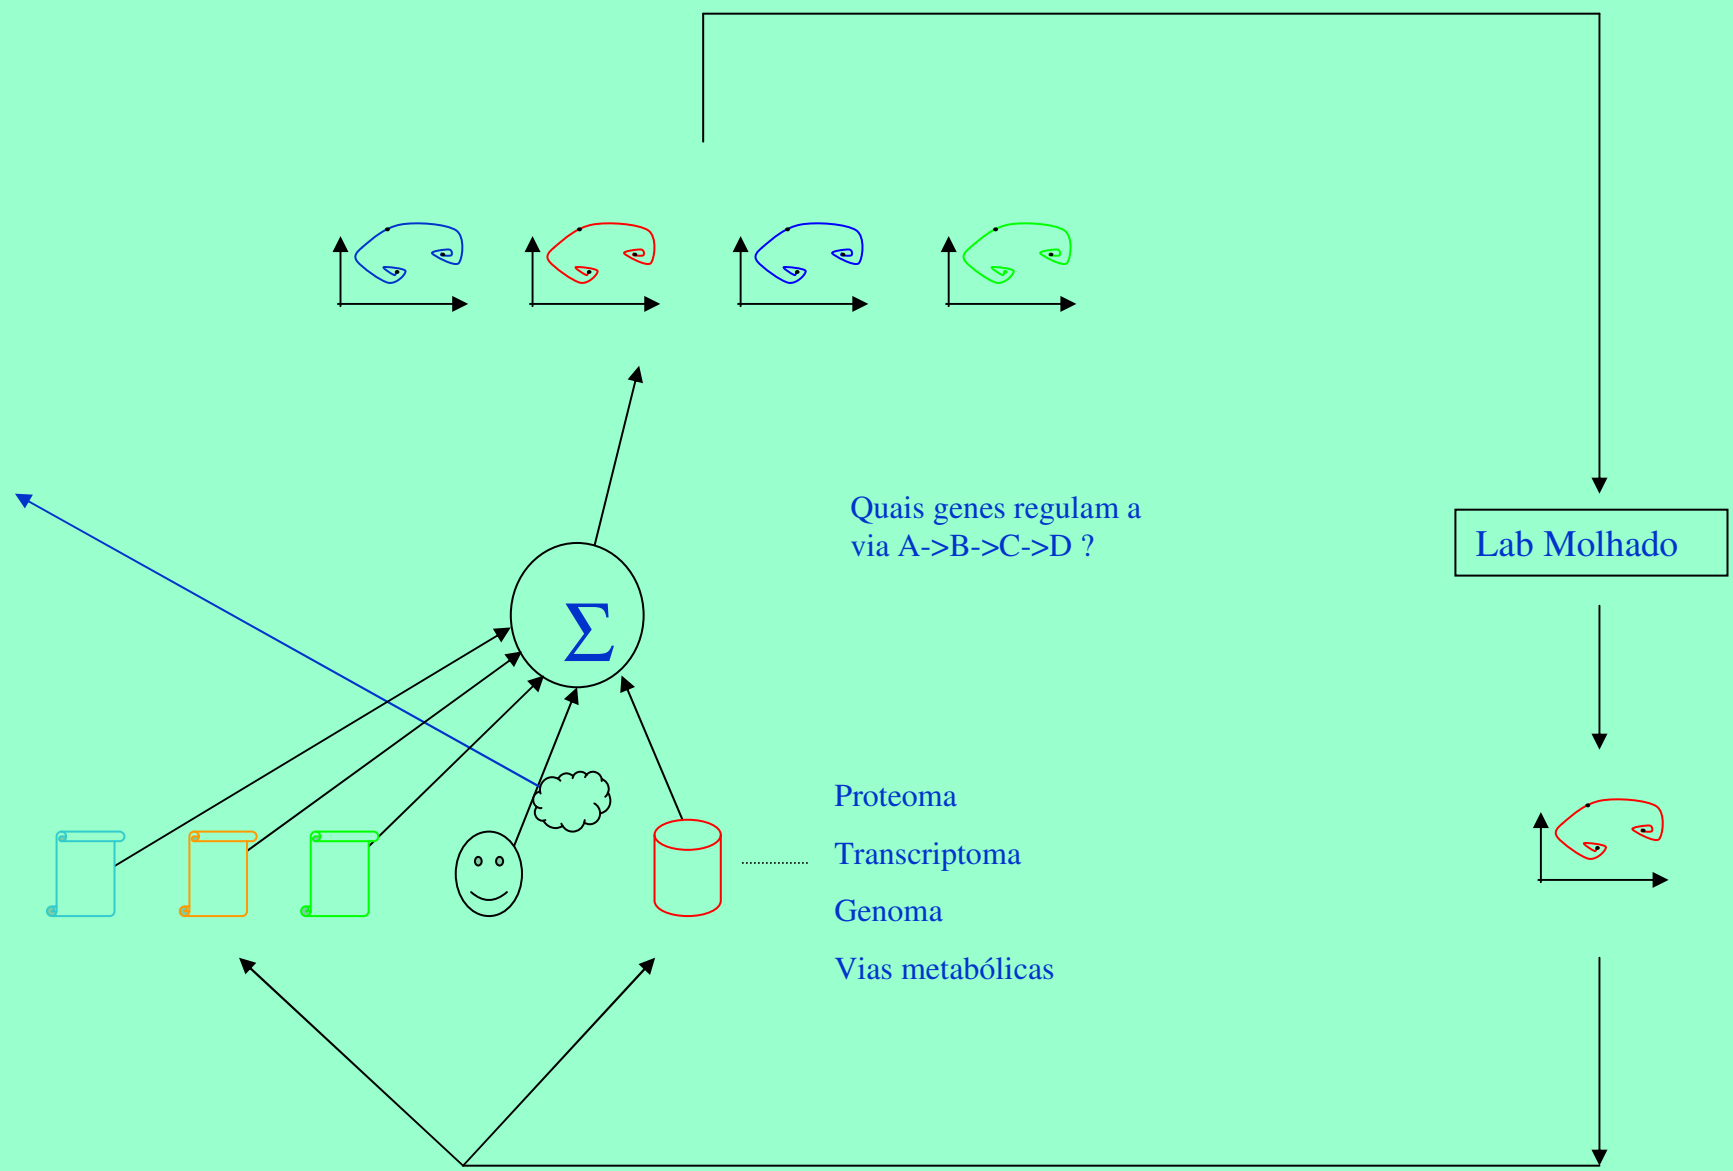 Quais genes regulam a
via A->B->C->D ?
Lab Molhado
Σ
Proteoma
Transcriptoma
Genoma
Vias metabólicas